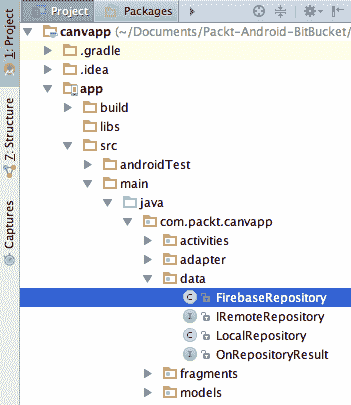 Project Packages
canvapp (~/Documents/Packt-Android-BitBucket/
.gradle
.idea
app
build
libs
src
androidTest
main
java
com.packt.canvapp
activities
adapter
data
FirebaseRepository
IRemoteRepository
LocalRepository
OnRepositoryResult
fragments
models
1: Project
7: Structure
Captures